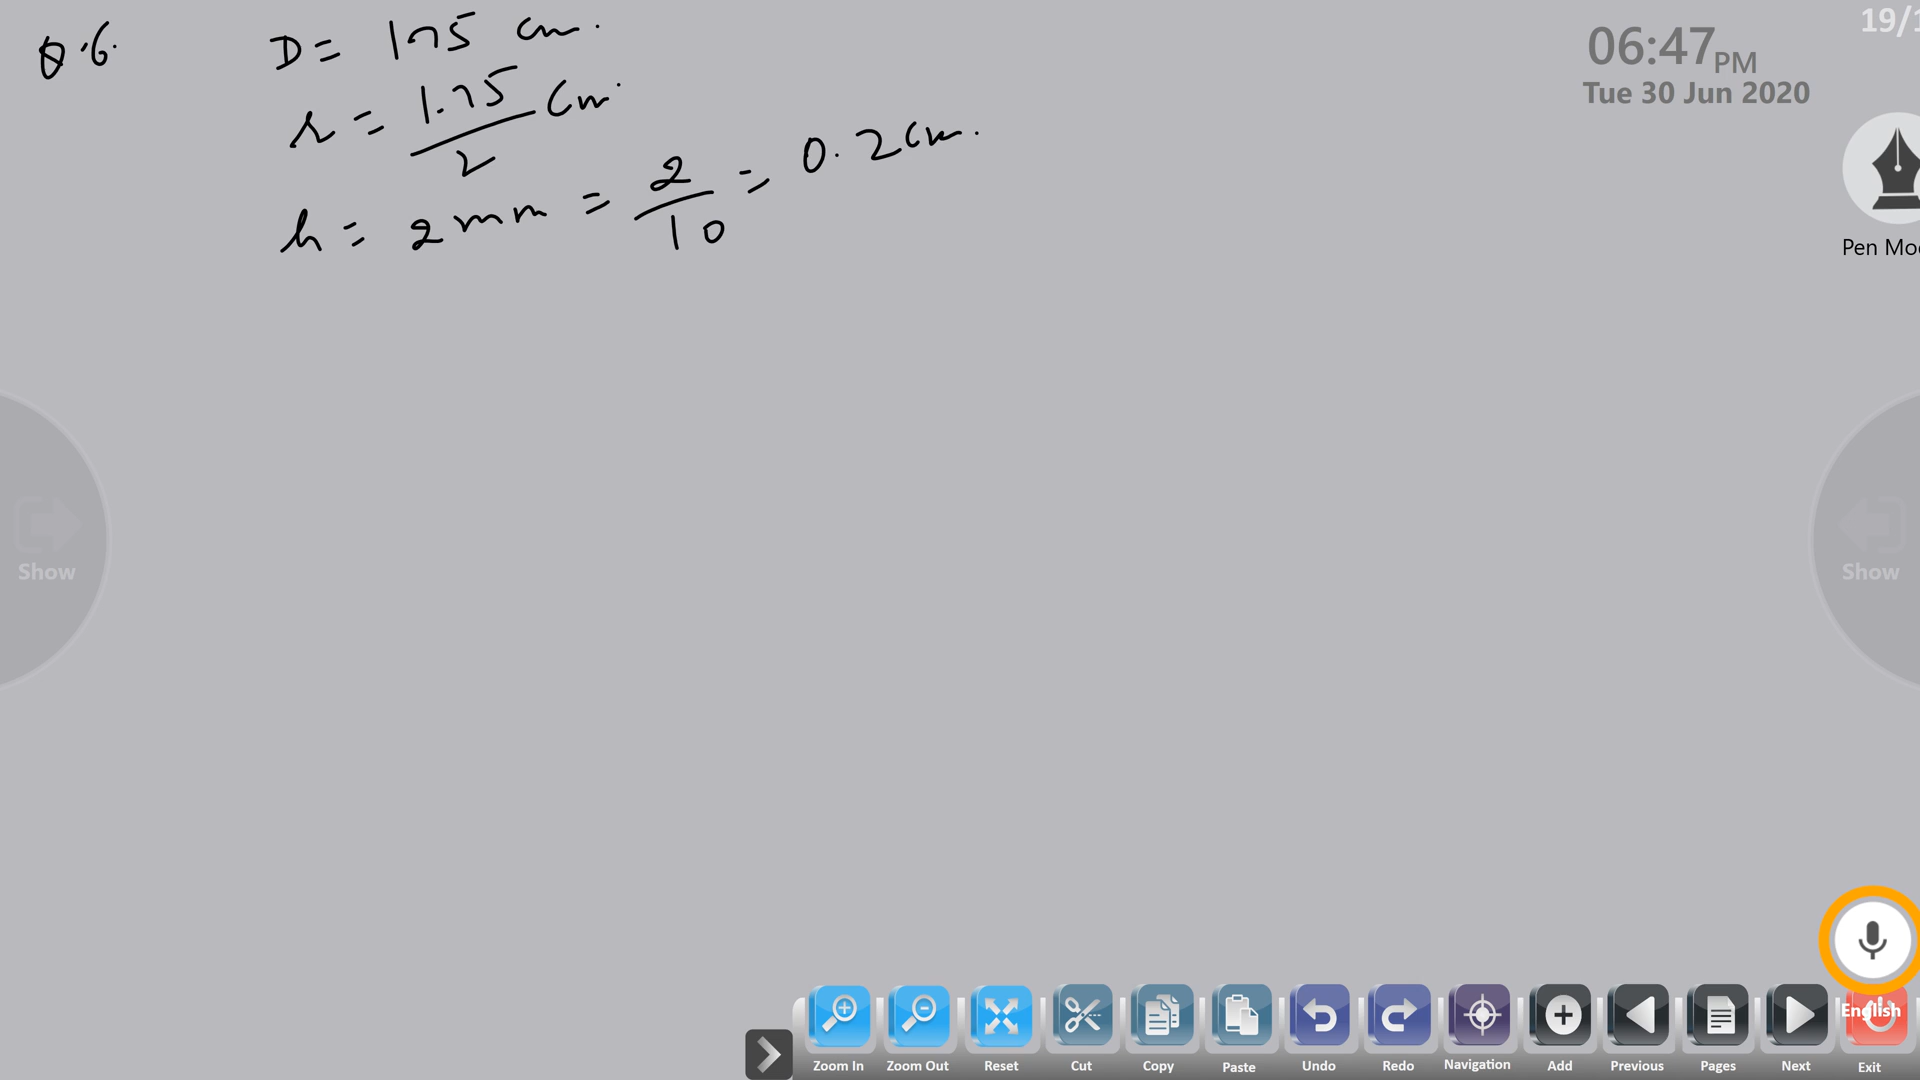 Q.6.
D = 175 cm.
r = 1.75/2 cm.
h = 2mm = 2/10 = 0.2cm.
19/1
06:47PM
Tue 30 Jun 2020
Pen Mo
Show
Show
English
Zoom In Zoom Out Reset Cut Copy Paste Undo Redo Navigation Add Previous Pages Next Exit